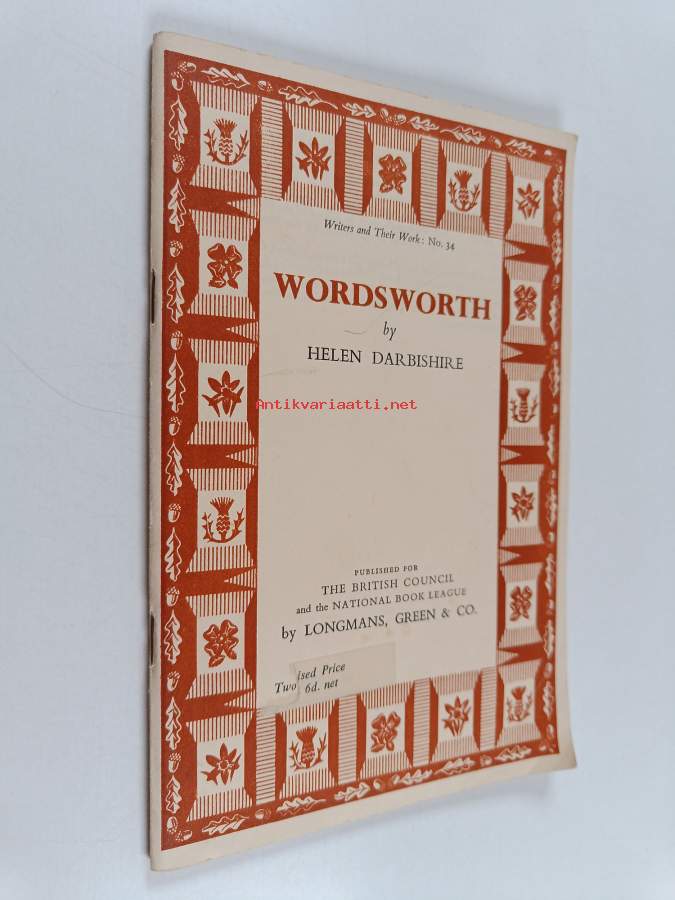 Writers and Their Work: No. 34
WORDSWORTH
by
HELEN DARBISHIRE
Antikvariaatti.net
PUBLISHED FOR
THE BRITISH COUNCIL
and the NATIONAL BOOK LEAGUE
by LONGMANS, GREEN & CO.
ised Price
Two 6d. net